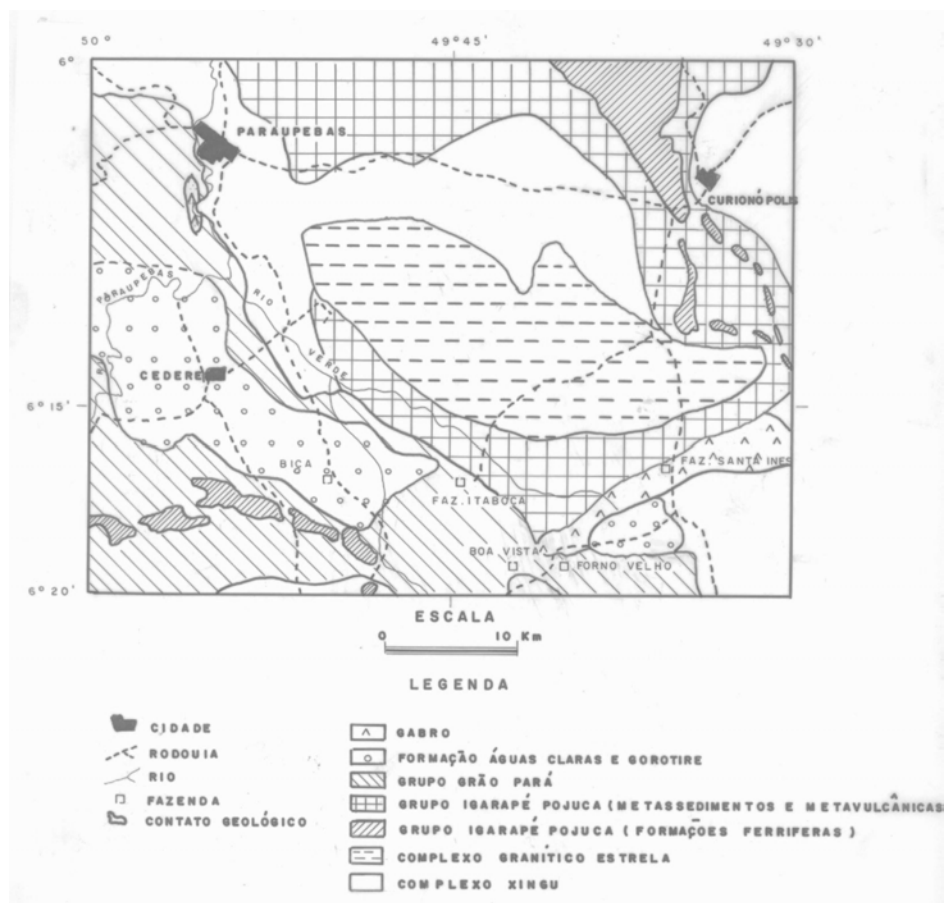 50° 49°45' 49°30'
6°
PARAUPEBAS
CURIONÓPOLIS
PARAUPEBAS
RIO
RIO
VERDE
CEDERE
6°15'
BICA
FAZ. SANTA INES
FAZ. ITABOCA
BOA VISTA
FORNO VELHO
6°20'
ESCALA
0 10 Km
LEGENDA
CIDADE
RODOUIA
RIO
FAZENDA
CONTATO GEOLÓGICO
GABRO
FORMAÇÃO ÁGUAS CLARAS E GOROTIRE
GRUPO GRÃO PARÁ
GRUPO IGARAPÉ POJUCA (METASSEDIMENTOS E METAVULCÂNICAS
GRUPO IGARAPÉ POJUCA (FORMAÇÕES FERRIFERAS)
COMPLEXO GRANÍTICO ESTRELA
COMPLEXO XINGU